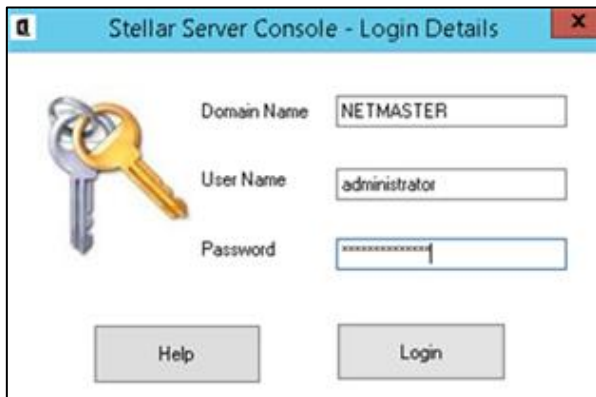 Stellar Server Console - Login Details
Domain Name NETMASTER
User Name administrator
Password **************
Help Login